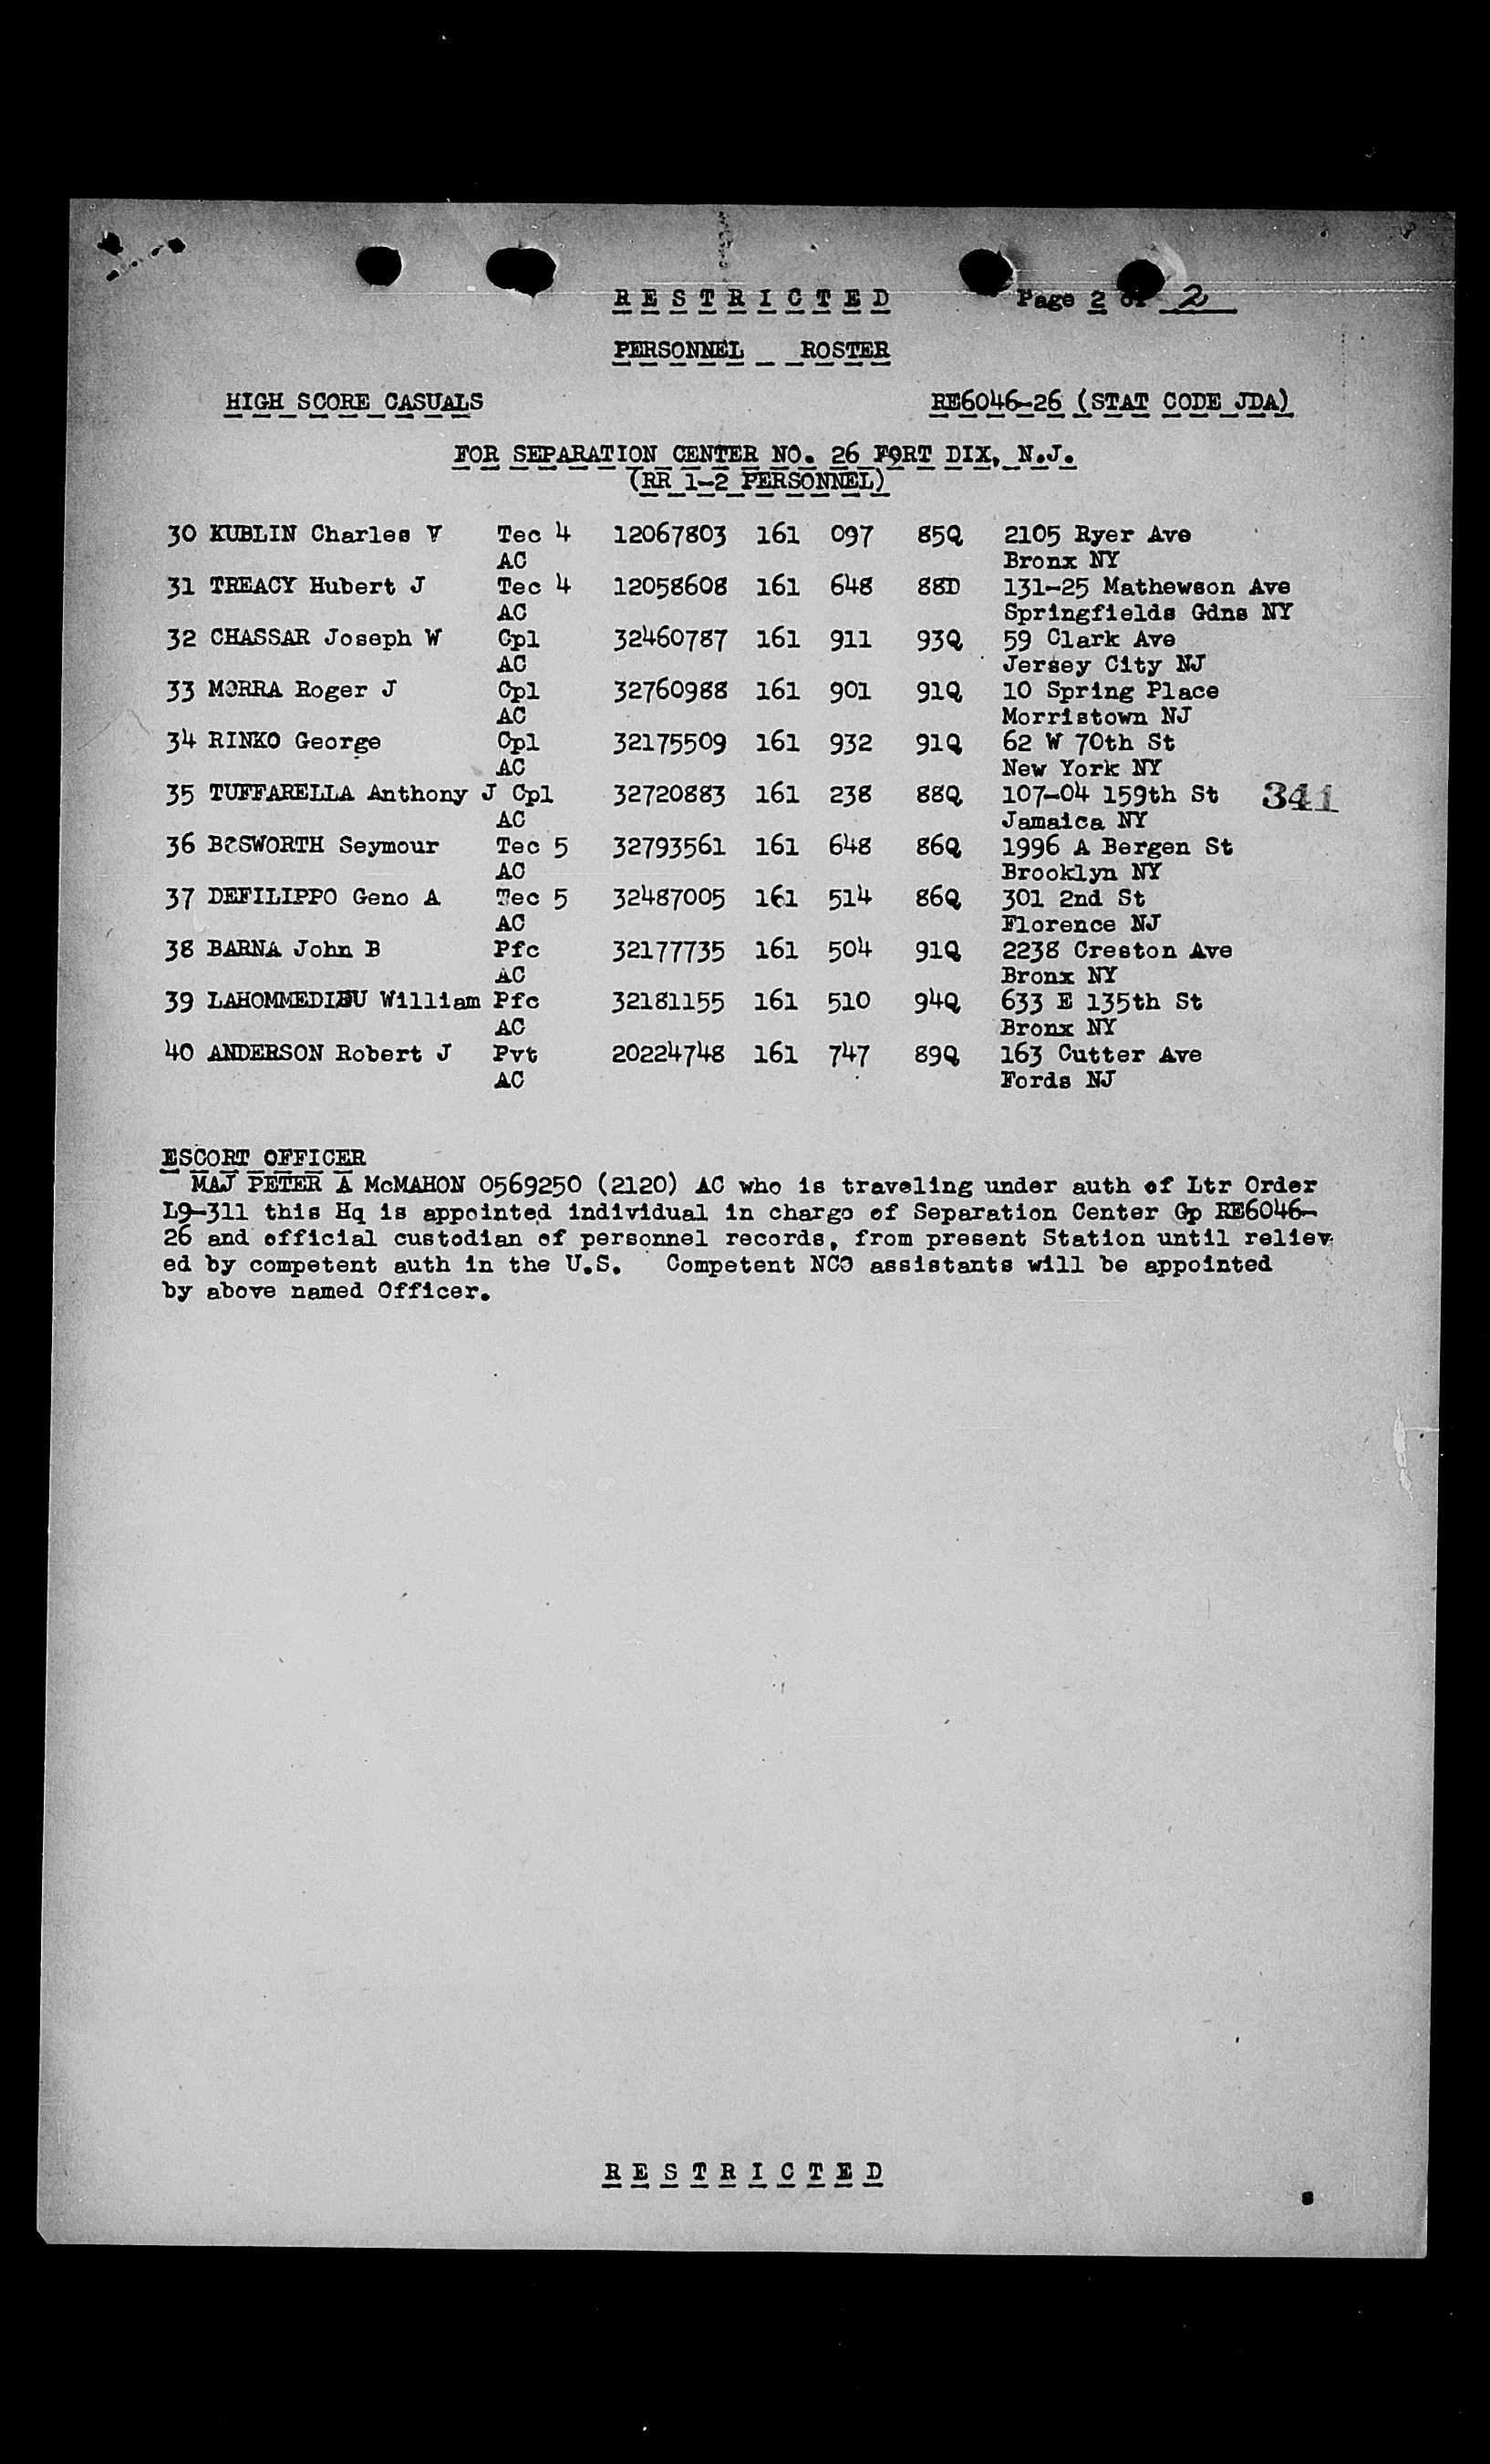 RESTRICTED Page 2 of 2
PERSONNEL ROSTER
HIGH SCORE CASUALS RE6046-26 (STAT CODE JDA)
FOR SEPARATION CENTER NO. 26 FORT DIX, N.J.
(RR 1-2 PERSONNEL)
30 KUBLIN Charles V Tec 4 12067803 161 097 85Q 2105 Ryer Ave
AC Bronx NY
31 TREACY Hubert J Tec 4 12058608 161 648 88D 131-25 Mathewson Ave
AC Springfields Gdns NY
32 CHASSAR Joseph W Cpl 32460787 161 911 93Q 59 Clark Ave
AC Jersey City NJ
33 MORRA Roger J Cpl 32760988 161 901 91Q 10 Spring Place
AC Morristown NJ
34 RINKO George Cpl 32175509 161 932 91Q 62 W 70th St
AC New York NY
35 TUFFARELLA Anthony J Cpl 32720883 161 238 88Q 107-04 159th St 341
AC Jamaica NY
36 BOSWORTH Seymour Tec 5 32793561 161 648 86Q 1996 A Bergen St
AC Brooklyn NY
37 DEFILIPPO Geno A Tec 5 32487005 161 514 86Q 301 2nd St
AC Florence NJ
38 BARNA John B Pfc 32177735 161 504 91Q 2238 Creston Ave
AC Bronx NY
39 LAHOMMEDIEU William Pfc 32181155 161 510 94Q 633 E 135th St
AC Bronx NY
40 ANDERSON Robert J Pvt 20224748 161 747 89Q 163 Cutter Ave
AC Fords NJ
ESCORT OFFICER
MAJ PETER A McMAHON 0569250 (2120) AC who is traveling under auth of Ltr Order
L9-311 this Hq is appointed individual in charge of Separation Center Gp RE6046-
26 and official custodian of personnel records, from present Station until reliev
ed by competent auth in the U.S. Competent NCO assistants will be appointed
by above named Officer.
RESTRICTED